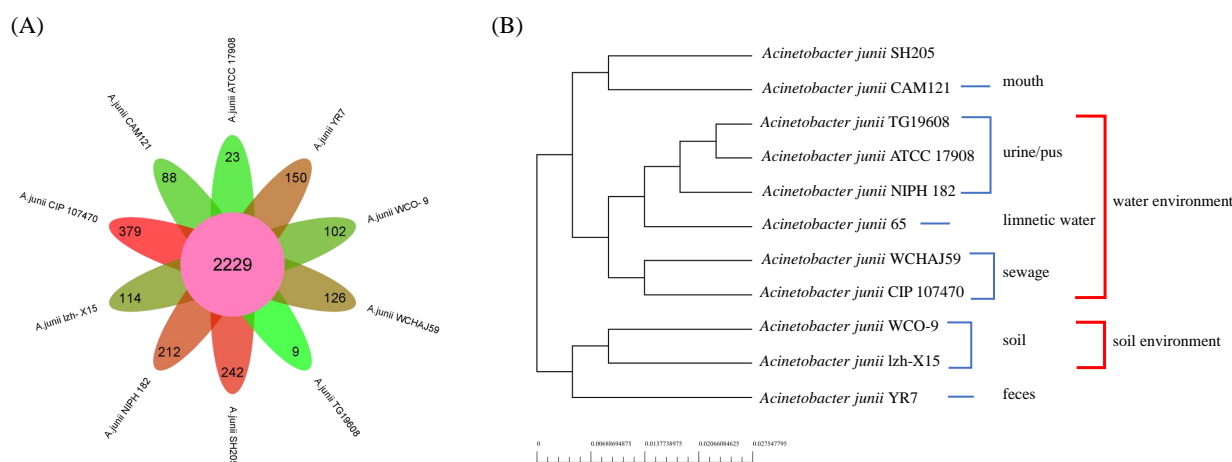 (A)
A.junii ATCC 17908
23
A.junii YR7
150
A.junii WCO- 9
102
A.junii WCHAJ59
126
A.junii TG19608
9
A.junii SH205
242
A.junii NIPH 182
212
A.junii lzh- X15
114
A.junii CIP 107470
379
A.junii CAM121
88
2229
(B)
Acinetobacter junii SH205
Acinetobacter junii CAM121
mouth
Acinetobacter junii TG19608
Acinetobacter junii ATCC 17908
urine/pus
Acinetobacter junii NIPH 182
Acinetobacter junii 65
limnetic water
water environment
Acinetobacter junii WCHAJ59
sewage
Acinetobacter junii CIP 107470
Acinetobacter junii WCO-9
soil
soil environment
Acinetobacter junii lzh-X15
Acinetobacter junii YR7
feces
0 0.00688694875 0.0137738975 0.02066084625 0.027547795